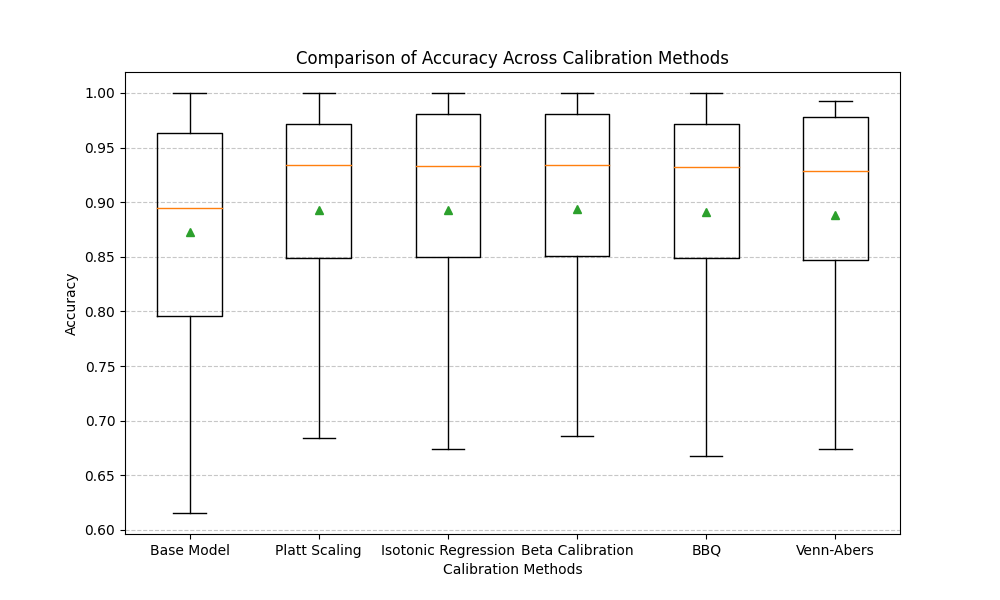 Comparison of Accuracy Across Calibration Methods
Accuracy
1.00
0.95
0.90
0.85
0.80
0.75
0.70
0.65
0.60
Base Model Platt Scaling Isotonic Regression Beta Calibration BBQ Venn-Abers
Calibration Methods